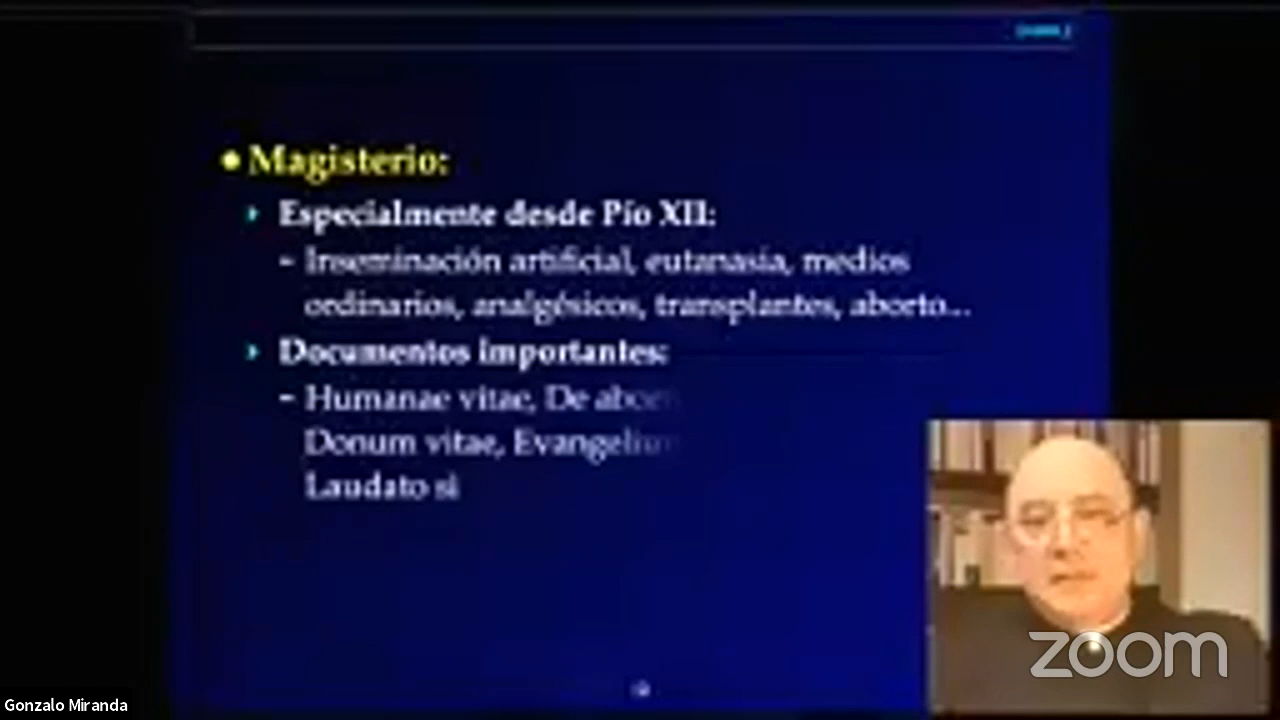 • Magisterio:
Especialmente desde Pío XII:
– Inseminación artificial, eutanasia, medios
ordinarios, analgésicos, transplantes, aborto...
Documentos importantes:
– Humanae vitae, De
Donum vitae,
Laudato si
zoom
Gonzalo Miranda